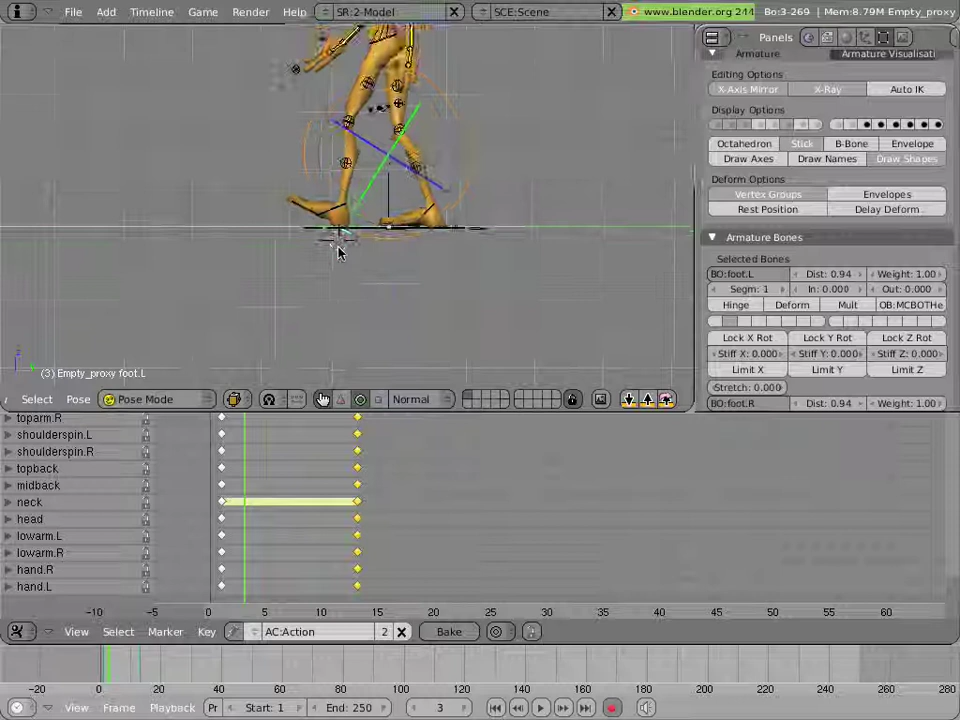 File Add Timeline Game Render Help SR:2-Model SCE:Scene www.blender.org 244 Bo:3-269 | Mem:8.79M Empty_proxy
Panels
Armature Armature Visualisati
Editing Options
X-Axis Mirror X-Ray Auto IK
Display Options
Octahedron Stick B-Bone Envelope
Draw Axes Draw Names Draw Shapes
Deform Options
Vertex Groups Envelopes
Rest Position Delay Deform
Armature Bones
Selected Bones
BO:foot.L Dist: 0.94 Weight: 1.00
Segm: 1 In: 0.000 Out: 0.000
Hinge Deform Mult OB:MCBOTHe
Lock X Rot Lock Y Rot Lock Z Rot
Stiff X: 0.000 Stiff Y: 0.000 Stiff Z: 0.000
Limit X Limit Y Limit Z
Stretch: 0.000
BO:foot.R Dist: 0.94 Weight: 1.00
(3) Empty_proxy foot.L
Select Pose Pose Mode Normal
toparm.R
shoulderspin.L
shoulderspin.R
topback
midback
neck
head
lowarm.L
lowarm.R
hand.R
hand.L
-10 -5 0 5 10 15 20 25 30 35 40 45 50 55 60
View Select Marker Key AC:Action 2 Bake
-20 0 20 40 60 80 100 120 140 160 180 200 220 240 260 280
View Frame Playback Pr Start: 1 End: 250 3